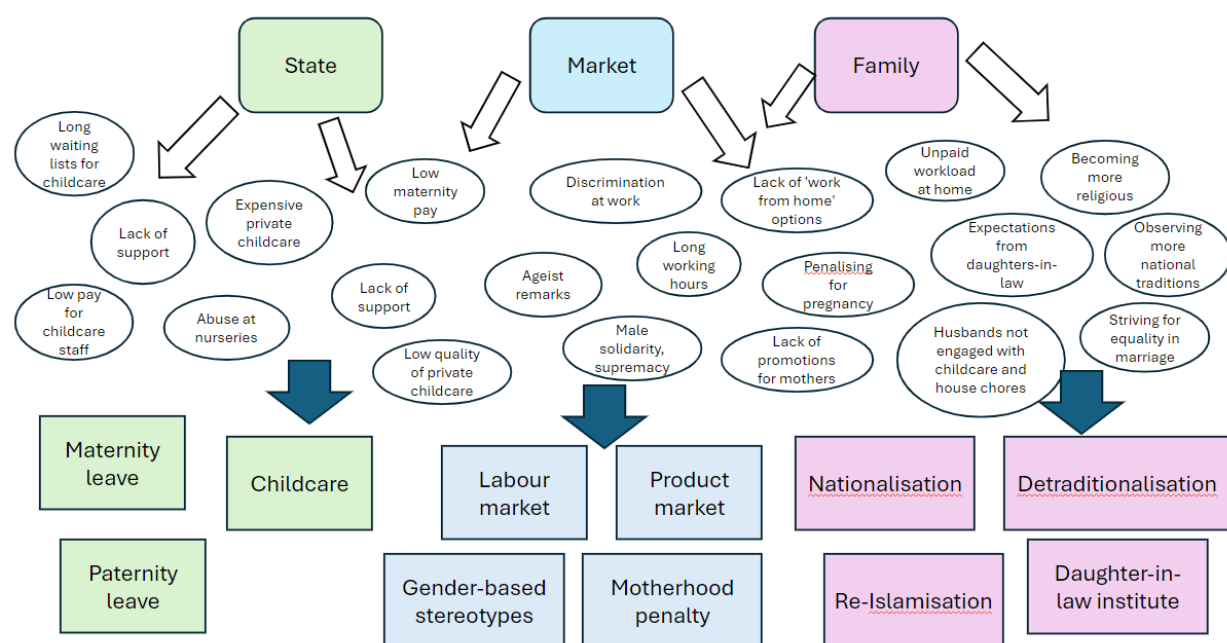 State
Market
Family
Long
waiting
lists for
childcare
Lack of
support
Expensive
private
childcare
Low pay
for
childcare
staff
Abuse at
nurseries
Low
maternity
pay
Lack of
support
Low quality
of private
childcare
Discrimination
at work
Ageist
remarks
Long
working
hours
Male
solidarity,
supremacy
Lack of 'work
from home'
options
Penalising
for
pregnancy
Lack of
promotions
for mothers
Unpaid
workload
at home
Becoming
more
religious
Expectations
from
daughters-in-
law
Observing
more
national
traditions
Husbands not
engaged with
childcare and
house chores
Striving for
equality in
marriage
Maternity
leave
Childcare
Paternity
leave
Labour
market
Product
market
Gender-based
stereotypes
Motherhood
penalty
Nationalisation
Detraditionalisation
Re-Islamisation
Daughter-in-
law institute